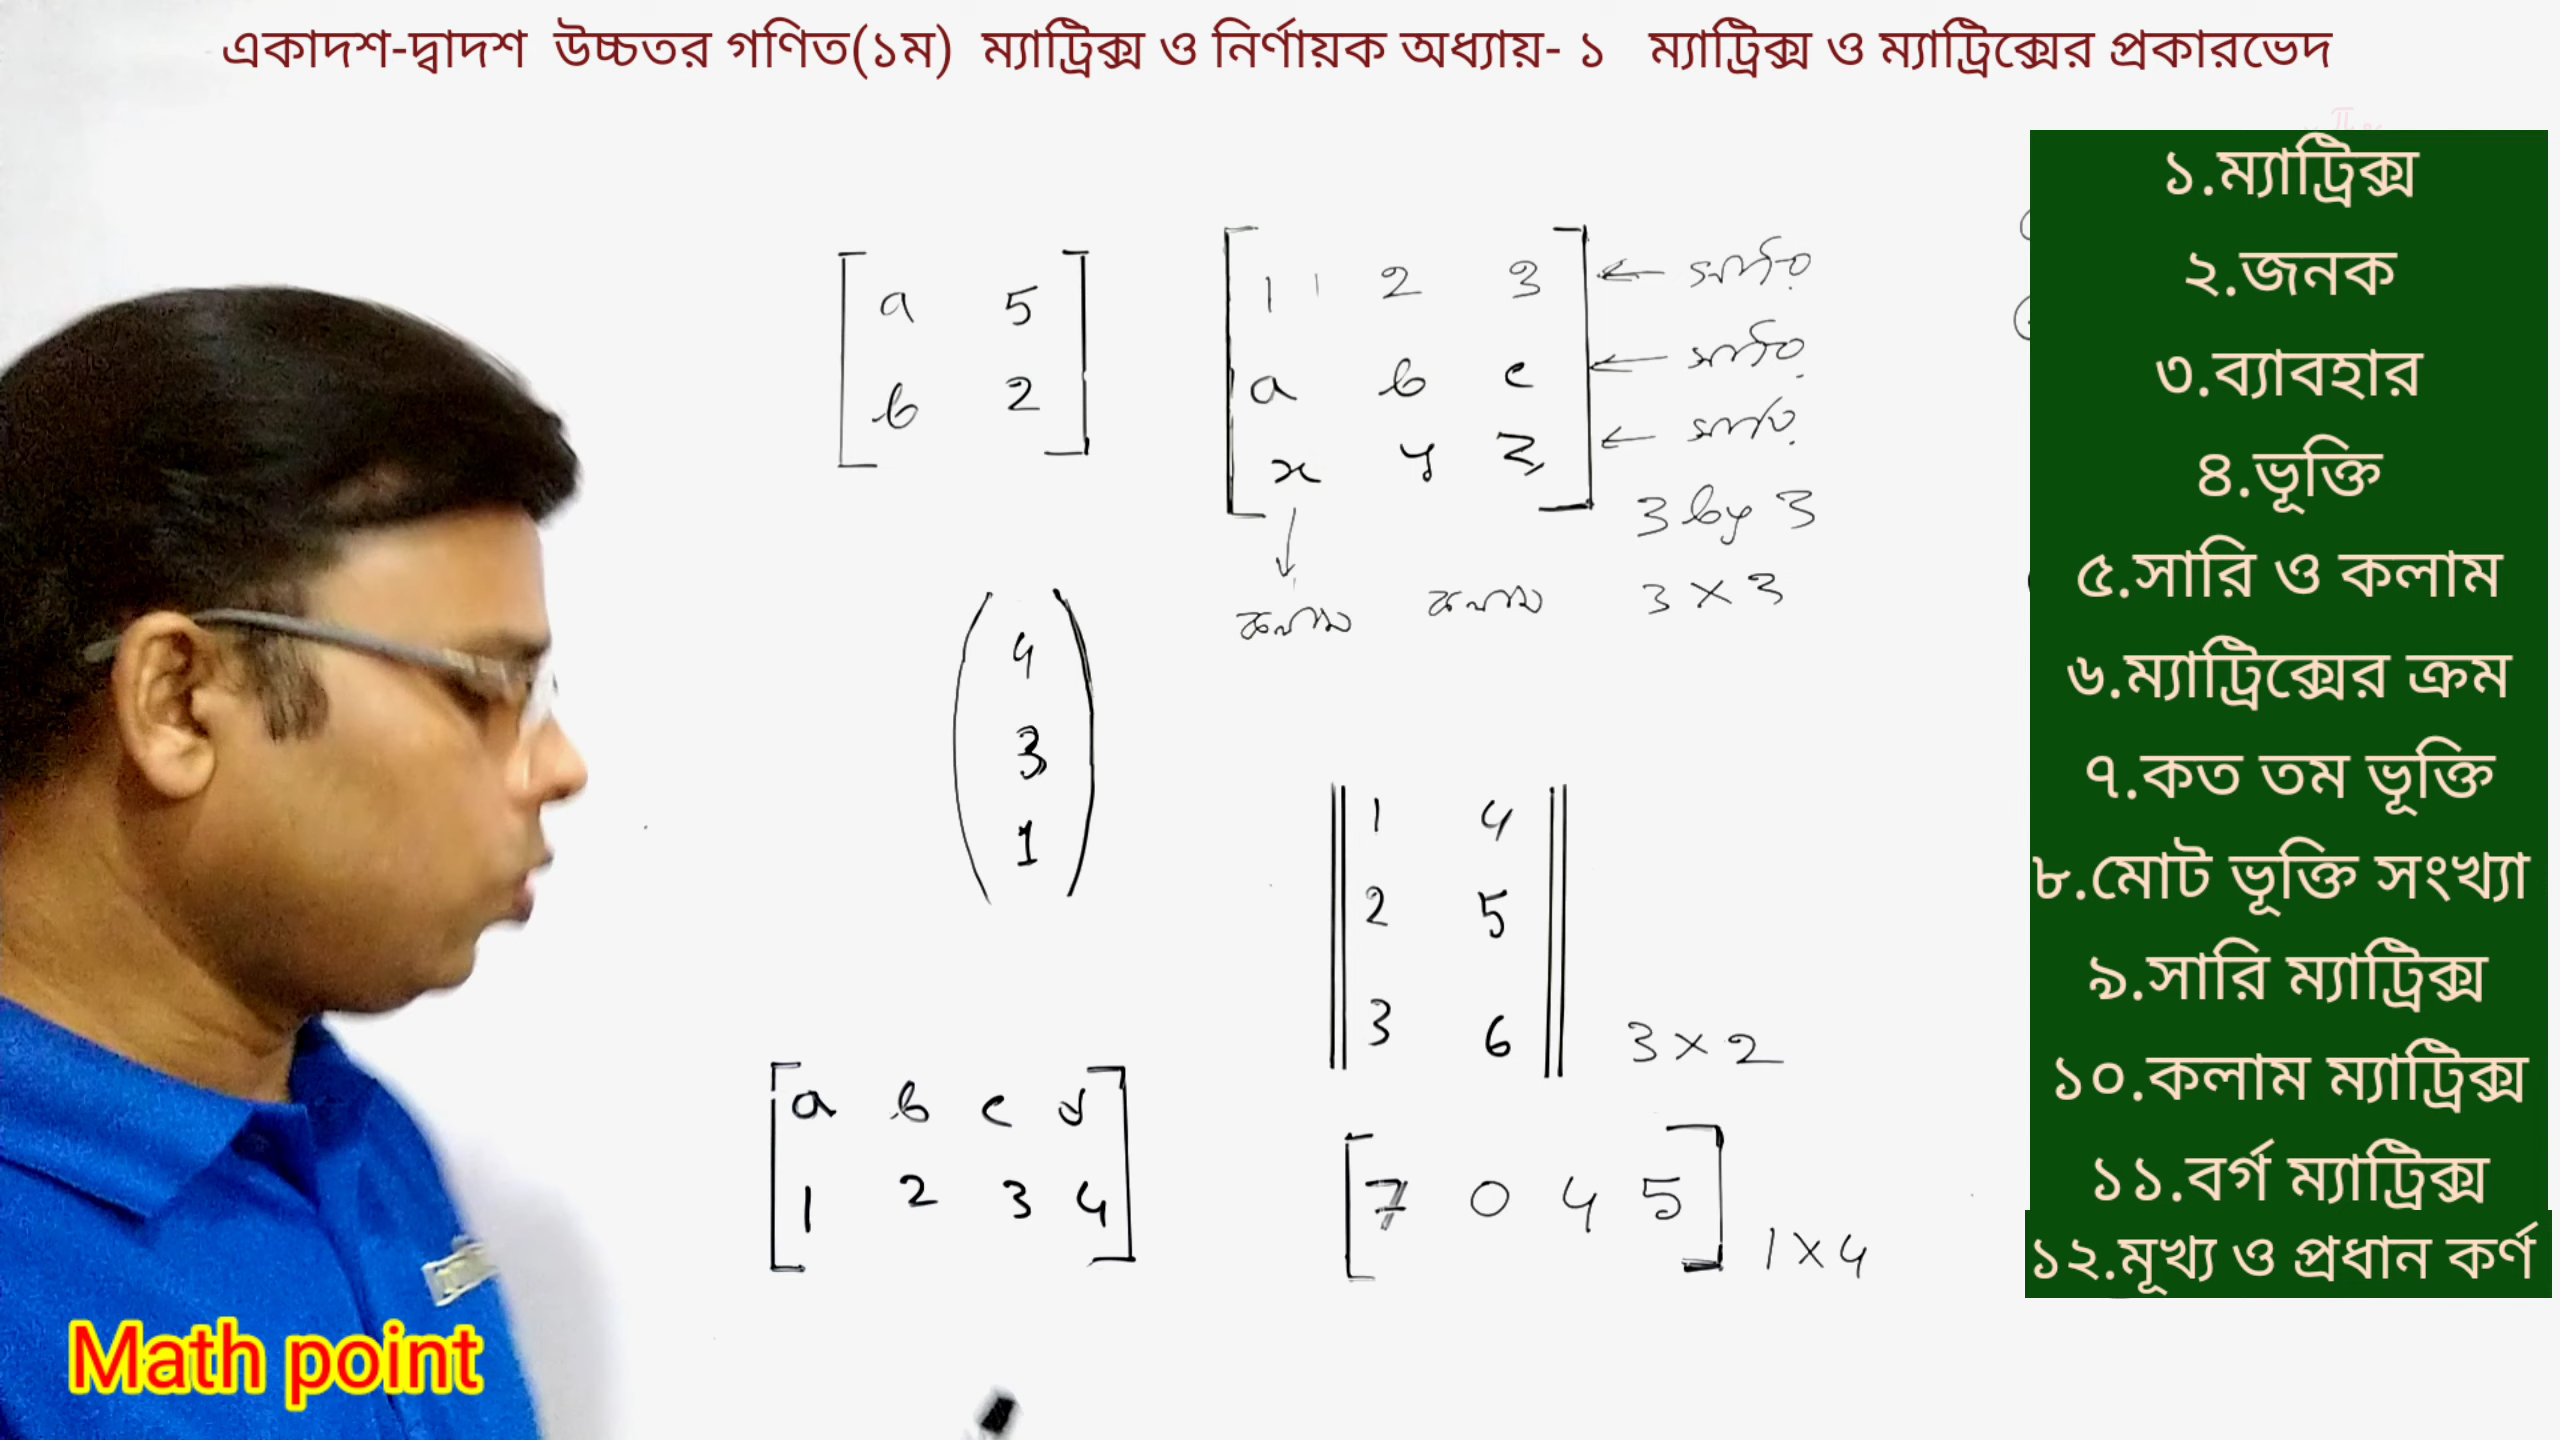 একাদশ-দ্বাদশ উচ্চতর গণিত(১ম) ম্যাট্রিক্স ও নির্ণায়ক অধ্যায়- ১ ম্যাট্রিক্স ও ম্যাট্রিক্সের প্রকারভেদ
a 5
b 2
1 2 3 ← সারি
a b c ← সারি
x y z ← সারি
3 by 3
কলাম কলাম 3 × 3
4
3
1
1 4
2 5
3 6 3 × 2
a b c d
1 2 3 4
7 0 4 5 1 × 4
১.ম্যাট্রিক্স
২.জনক
৩.ব্যাবহার
৪.ভূক্তি
৫.সারি ও কলাম
৬.ম্যাট্রিক্সের ক্রম
৭.কত তম ভূক্তি
৮.মোট ভূক্তি সংখ্যা
৯.সারি ম্যাট্রিক্স
১০.কলাম ম্যাট্রিক্স
১১.বর্গ ম্যাট্রিক্স
১২.মূখ্য ও প্রধান কর্ণ
Math point